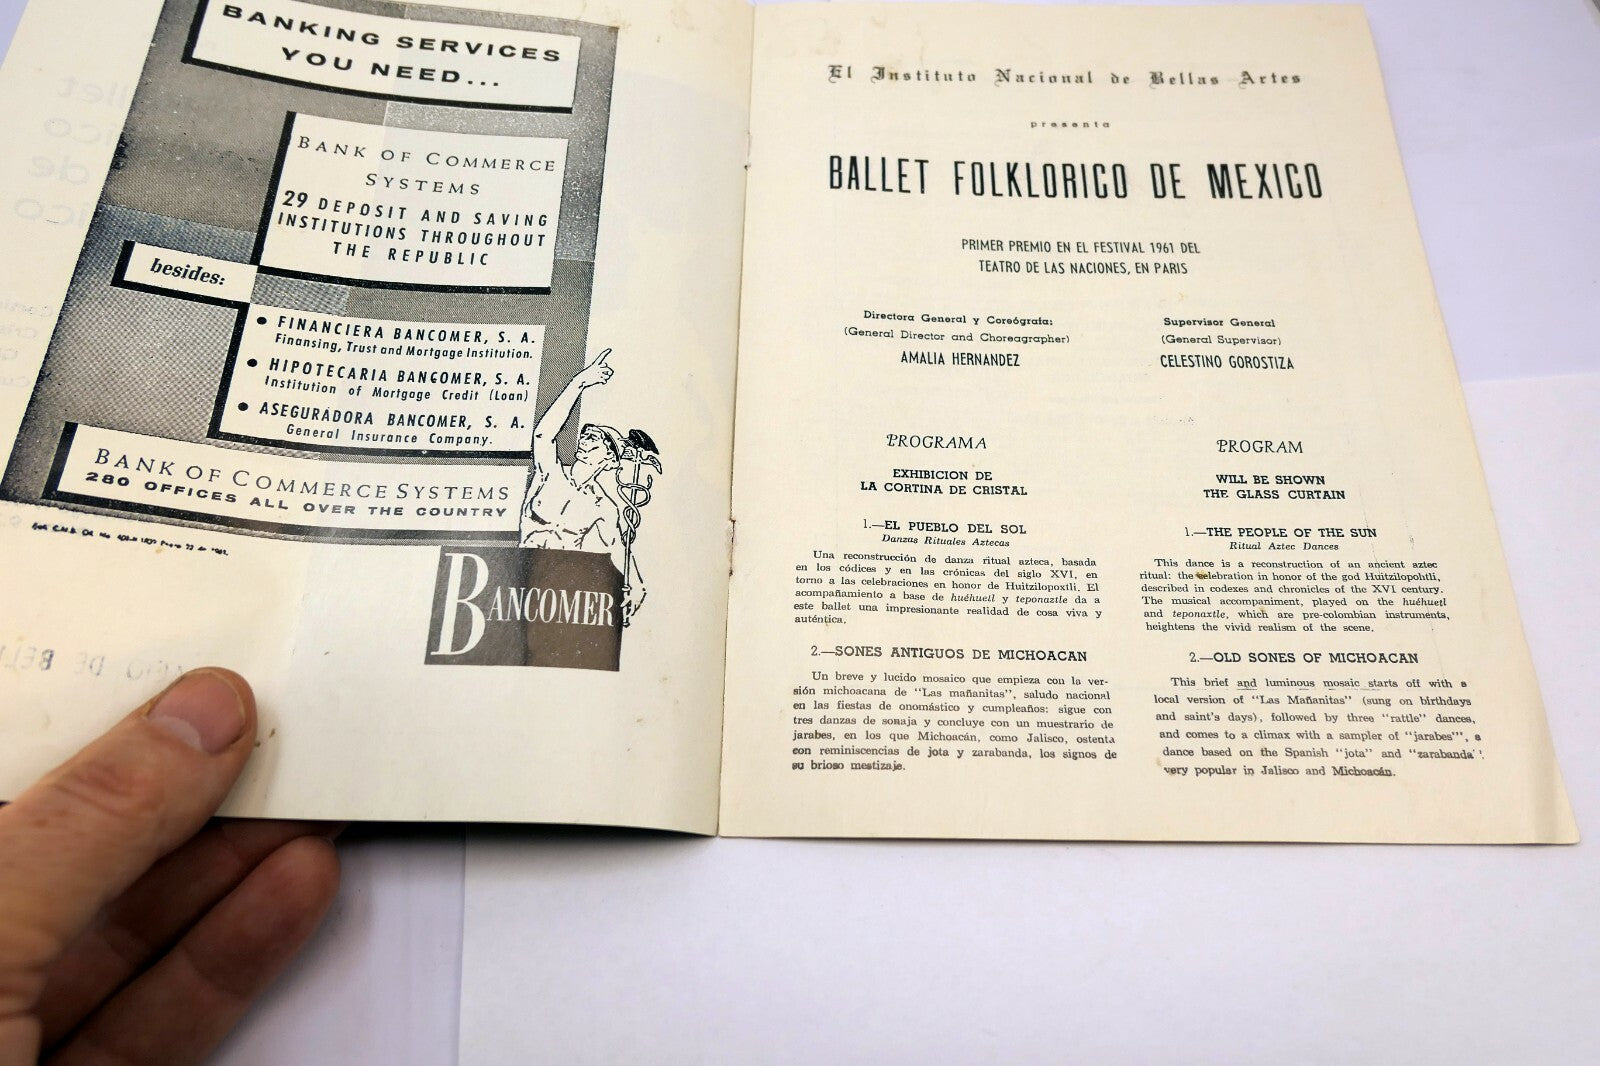 BANKING SERVICES
YOU NEED...
BANK OF COMMERCE
SYSTEMS
29 DEPOSIT AND SAVING
INSTITUTIONS THROUGHOUT
THE REPUBLIC
besides:
• FINANCIERA BANCOMER, S. A.
Finansing, Trust and Mortgage Institution.
• HIPOTECARIA BANCOMER, S. A.
Institution of Mortgage Credit (Loan)
• ASEGURADORA BANCOMER, S. A.
General Insurance Company.
BANK OF COMMERCE SYSTEMS
280 OFFICES ALL OVER THE COUNTRY
BANCOMER
El Instituto Nacional de Bellas Artes
presenta
BALLET FOLKLORICO DE MEXICO
PRIMER PREMIO EN EL FESTIVAL 1961 DEL
TEATRO DE LAS NACIONES, EN PARIS
Directora General y Coreógrafa:
(General Director and Choreagrapher)
AMALIA HERNANDEZ
Supervisor General
(General Supervisor)
CELESTINO GOROSTIZA
PROGRAMA
EXHIBICION DE
LA CORTINA DE CRISTAL
1.—EL PUEBLO DEL SOL
Danzas Rituales Aztecas
Una reconstrucción de danza ritual azteca, basada
en los códices y en las crónicas del siglo XVI, en
torno a las celebraciones en honor de Huitzilopoxtli. El
acompañamiento a base de huéhuetl y teponaztle da a
este ballet una impresionante realidad de cosa viva y
auténtica.
2.—SONES ANTIGUOS DE MICHOACAN
Un breve y lucido mosaico que empieza con la ver-
sión michoacana de "Las mañanitas", saludo nacional
en las fiestas de onomástico y cumpleaños: sigue con
tres danzas de sonaja y concluye con un muestrario de
jarabes, en los que Michoacán, como Jalisco, ostenta
con reminiscencias de jota y zarabanda, los signos de
su brioso mestizaje.
PROGRAM
WILL BE SHOWN
THE GLASS CURTAIN
1.—THE PEOPLE OF THE SUN
Ritual Aztec Dances
This dance is a reconstruction of an ancient aztec
ritual: the celebration in honor of the god Huitzilopohtli,
described in codexes and chronicles of the XVI century.
The musical accompaniment, played on the huéhuetl
and teponaxtle, which are pre-colombian instruments,
heightens the vivid realism of the scene.
2.—OLD SONES OF MICHOACAN
This brief and luminous mosaic starts off with a
local version of "Las Mañanitas" (sung on birthdays
and saint's days), followed by three "rattle" dances,
and comes to a climax with a sampler of "jarabes"', a
dance based on the Spanish "jota" and "zarabanda'.
very popular in Jalisco and Michoacán.